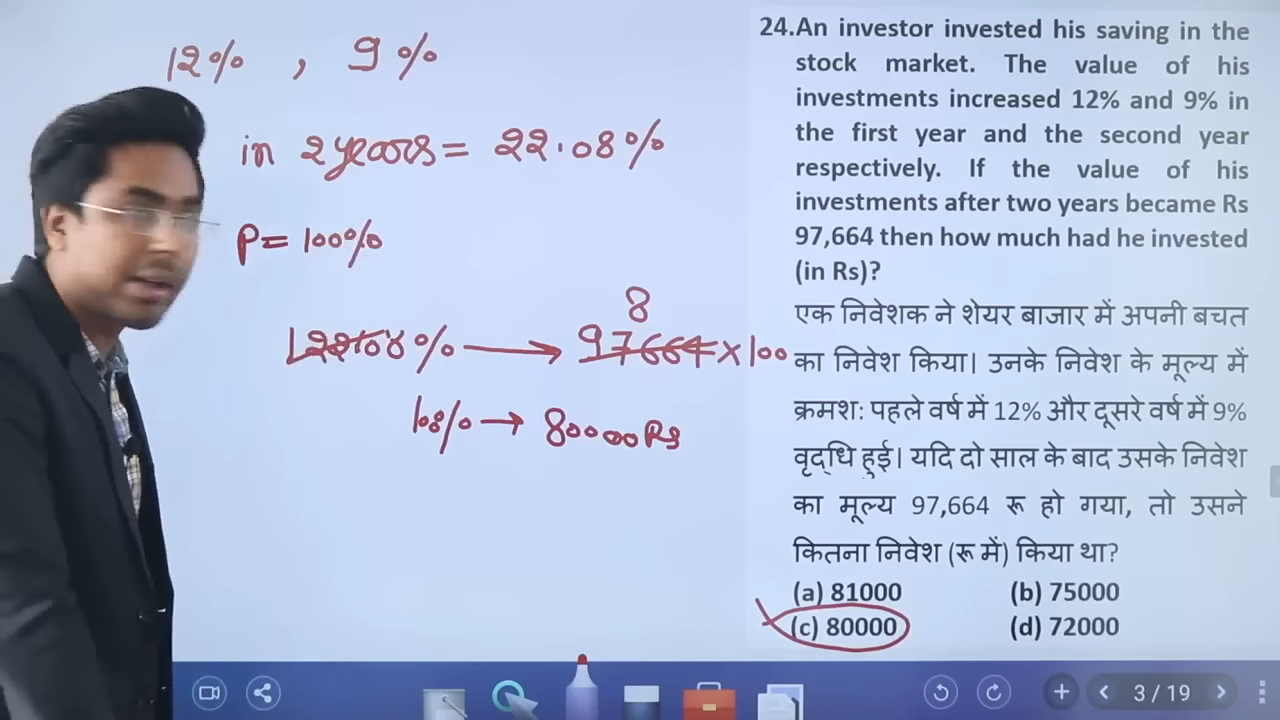 12% , 9%
in 2 years = 22.08%
P = 100%
8
12208% → 97664 × 100
100% → 80000 Rs
24.An investor invested his saving in the
stock market. The value of his
investments increased 12% and 9% in
the first year and the second year
respectively. If the value of his
investments after two years became Rs
97,664 then how much had he invested
(in Rs)?
एक निवेशक ने शेयर बाजार में अपनी बचत
का निवेश किया। उनके निवेश के मूल्य में
क्रमश: पहले वर्ष में 12% और दूसरे वर्ष में 9%
वृद्धि हुई। यदि दो साल के बाद उसके निवेश
का मूल्य 97,664 रू हो गया, तो उसने
कितना निवेश (रू में) किया था?
(a) 81000 (b) 75000
(c) 80000 (d) 72000
3 / 19